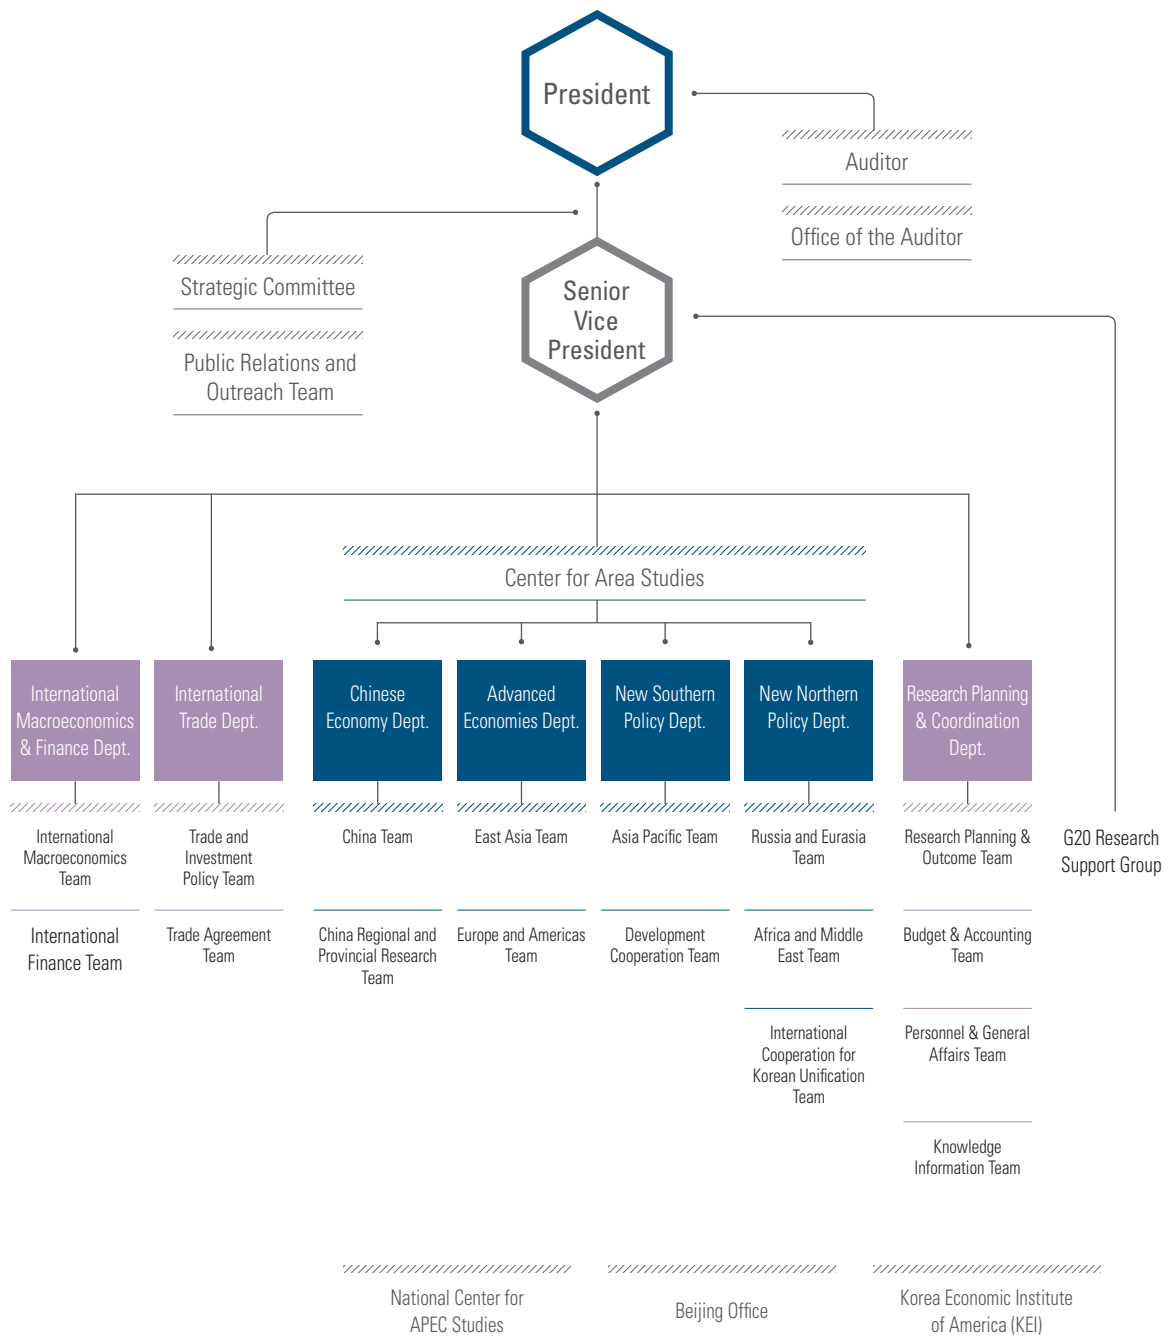 President
Auditor
Office of the Auditor
Strategic Committee
Public Relations and
Outreach Team
Senior
Vice
President
Center for Area Studies
International
Macroeconomics
& Finance Dept.
International
Trade Dept.
Chinese
Economy Dept.
Advanced
Economies Dept.
New Southern
Policy Dept.
New Northern
Policy Dept.
Research Planning
& Coordination
Dept.
International
Macroeconomics
Team
International
Finance Team
Trade and
Investment
Policy Team
Trade Agreement
Team
China Team
China Regional and
Provincial Research
Team
East Asia Team
Europe and Americas
Team
Asia Pacific Team
Development
Cooperation Team
Russia and Eurasia
Team
Africa and Middle
East Team
International
Cooperation for
Korean Unification
Team
Research Planning &
Outcome Team
Budget & Accounting
Team
Personnel & General
Affairs Team
Knowledge
Information Team
G20 Research
Support Group
National Center for
APEC Studies
Beijing Office
Korea Economic Institute
of America (KEI)